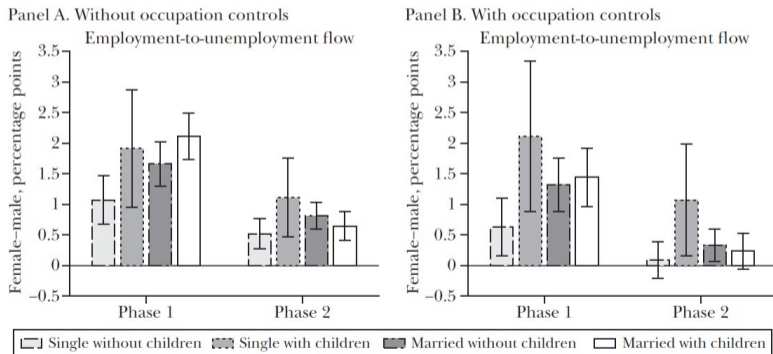 Panel A. Without occupation controls
Employment-to-unemployment flow
Female–male, percentage points
3.5
3
2.5
2
1.5
1
0.5
0
–0.5
Phase 1 Phase 2
Panel B. With occupation controls
Employment-to-unemployment flow
Female–male, percentage points
3.5
3
2.5
2
1.5
1
0.5
0
–0.5
Phase 1 Phase 2
Single without children Single with children Married without children Married with children